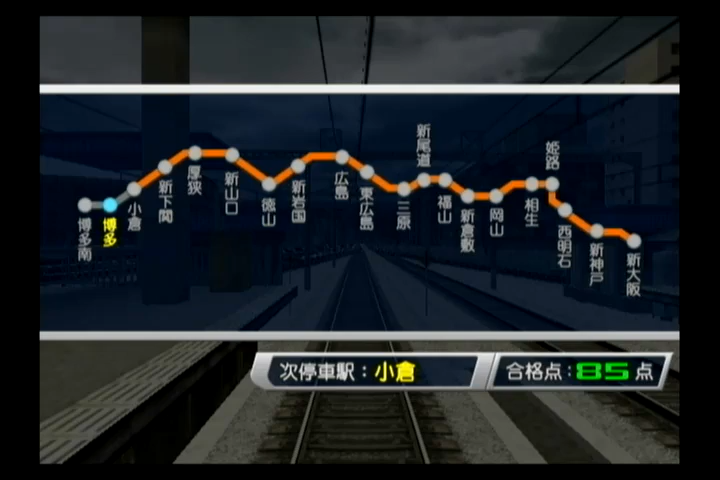 博多南
博多
小倉
新下関
厚狭
新山口
徳山
新岩国
広島
東広島
三原
新尾道
福山
新倉敷
岡山
相生
姫路
西明石
新神戸
新大阪
次停車駅：小倉
合格点：85点